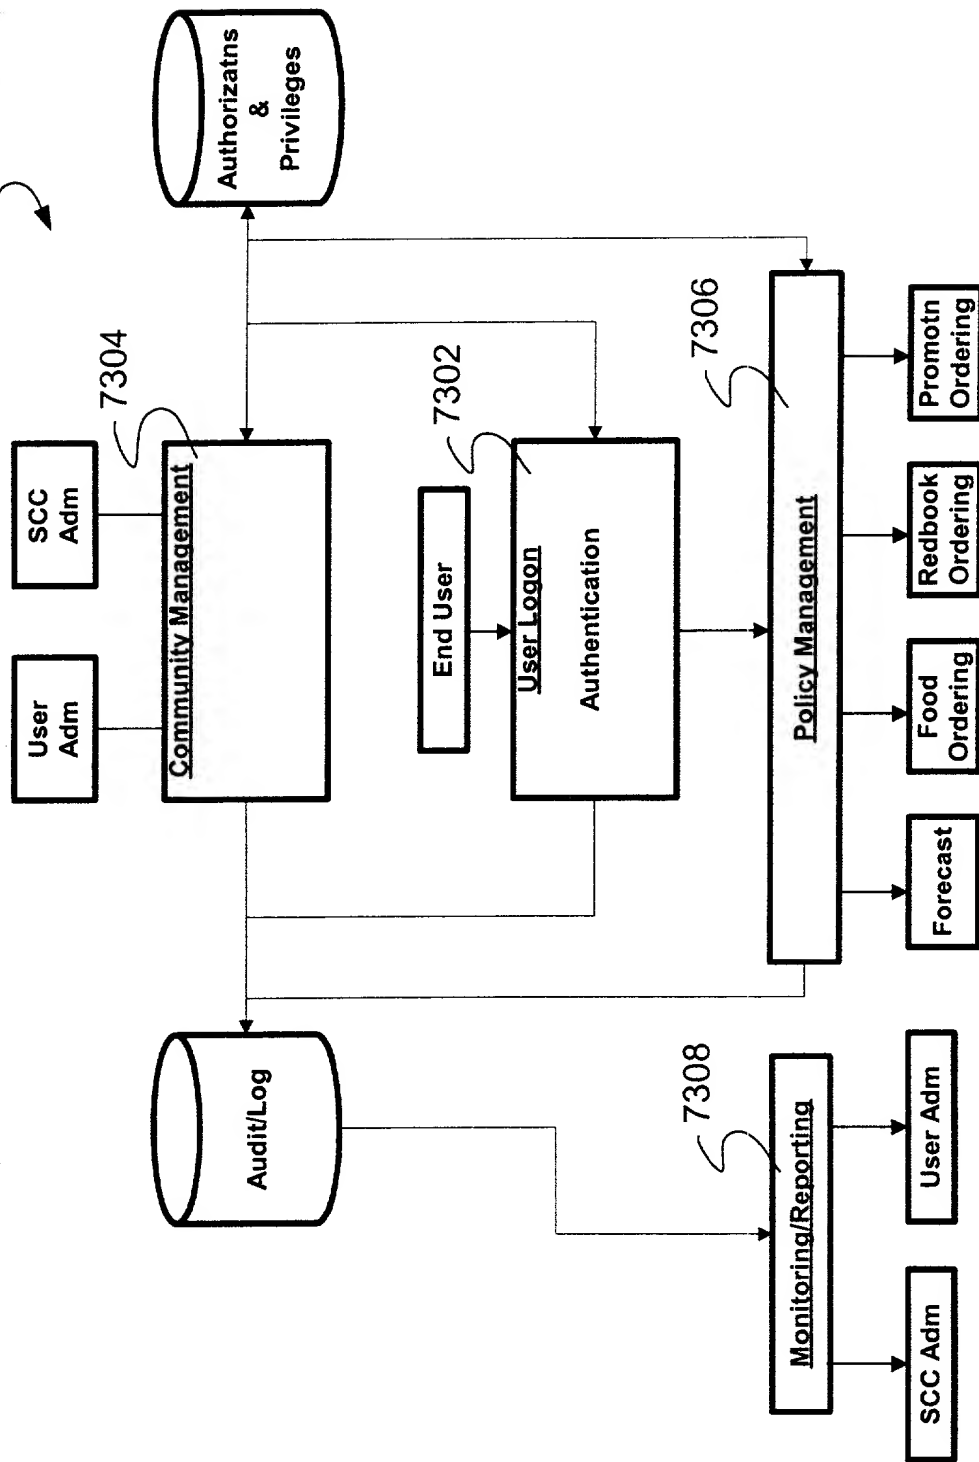 User
Adm
SCC
Adm
7304
Community Management
Audit/Log
Authorizatns
&
Privileges
End User
7302
User Logon
Authentication
7308
7306
Monitoring/Reporting
Policy Management
SCC Adm
User Adm
Forecast
Food
Ordering
Redbook
Ordering
Promotn
Ordering